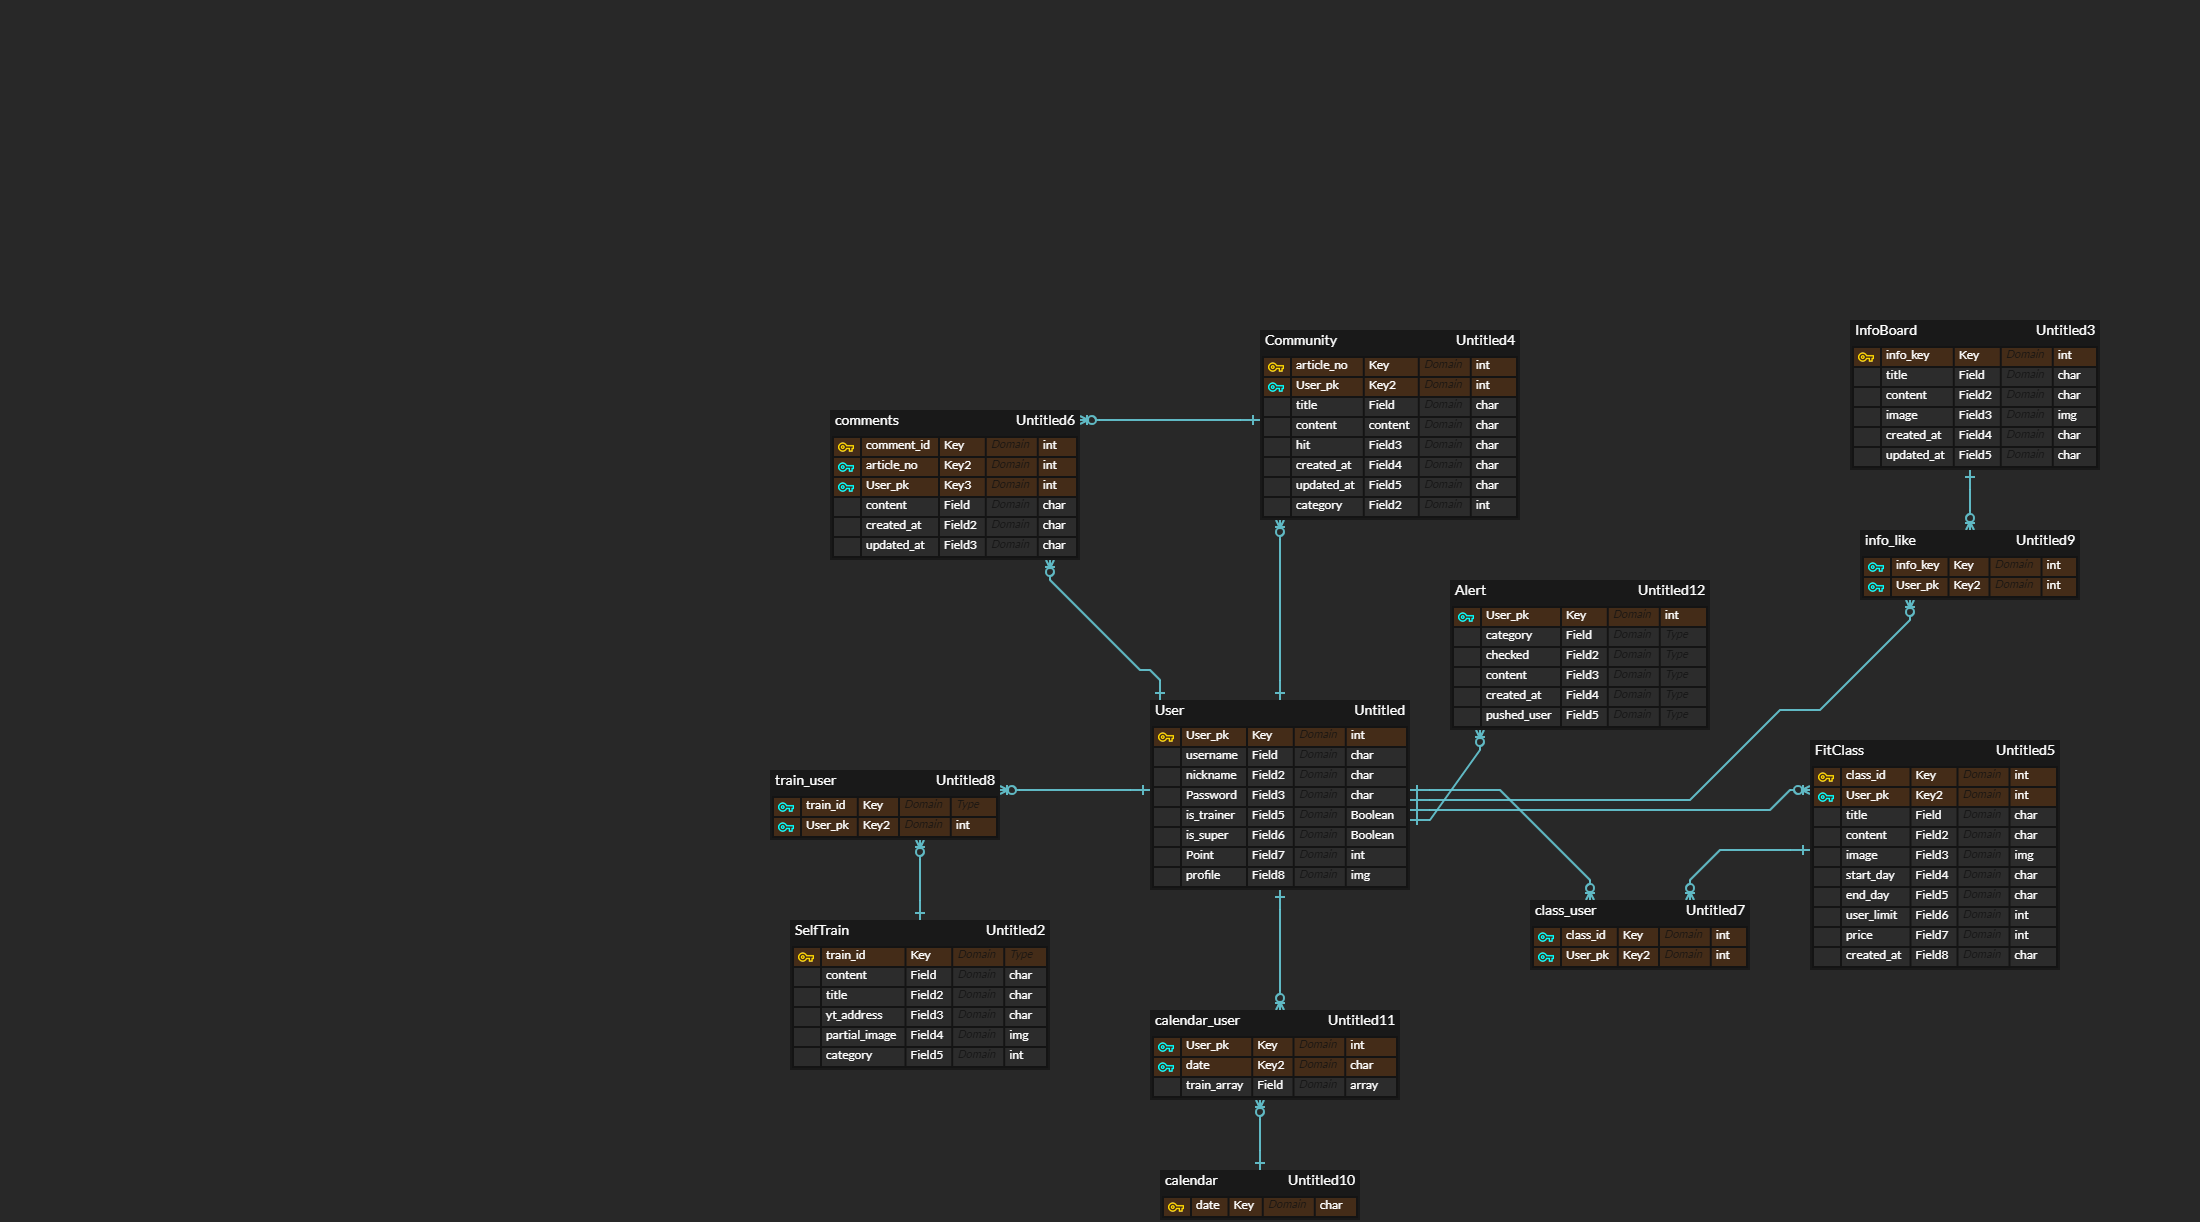 InfoBoard Untitled3
info_key Key Domain int
title Field Domain char
content Field2 Domain char
image Field3 Domain img
created_at Field4 Domain char
updated_at Field5 Domain char
Community Untitled4
article_no Key Domain int
User_pk Key2 Domain int
title Field Domain char
content content Domain char
hit Field3 Domain char
created_at Field4 Domain char
updated_at Field5 Domain char
category Field2 Domain int
comments Untitled6
comment_id Key Domain int
article_no Key2 Domain int
User_pk Key3 Domain int
content Field Domain char
created_at Field2 Domain char
updated_at Field3 Domain char
info_like Untitled9
info_key Key Domain int
User_pk Key2 Domain int
Alert Untitled12
User_pk Key Domain int
category Field Domain Type
checked Field2 Domain Type
content Field3 Domain Type
created_at Field4 Domain Type
pushed_user Field5 Domain Type
User Untitled
User_pk Key Domain int
username Field Domain char
nickname Field2 Domain char
Password Field3 Domain char
is_trainer Field5 Domain Boolean
is_super Field6 Domain Boolean
Point Field7 Domain int
profile Field8 Domain img
FitClass Untitled5
class_id Key Domain int
User_pk Key2 Domain int
title Field Domain char
content Field2 Domain char
image Field3 Domain img
start_day Field4 Domain char
end_day Field5 Domain char
user_limit Field6 Domain int
price Field7 Domain int
created_at Field8 Domain char
train_user Untitled8
train_id Key Domain Type
User_pk Key2 Domain int
class_user Untitled7
class_id Key Domain int
User_pk Key2 Domain int
SelfTrain Untitled2
train_id Key Domain Type
content Field Domain char
title Field2 Domain char
yt_address Field3 Domain char
partial_image Field4 Domain img
category Field5 Domain int
calendar_user Untitled11
User_pk Key Domain int
date Key2 Domain char
train_array Field Domain array
calendar Untitled10
date Key Domain char